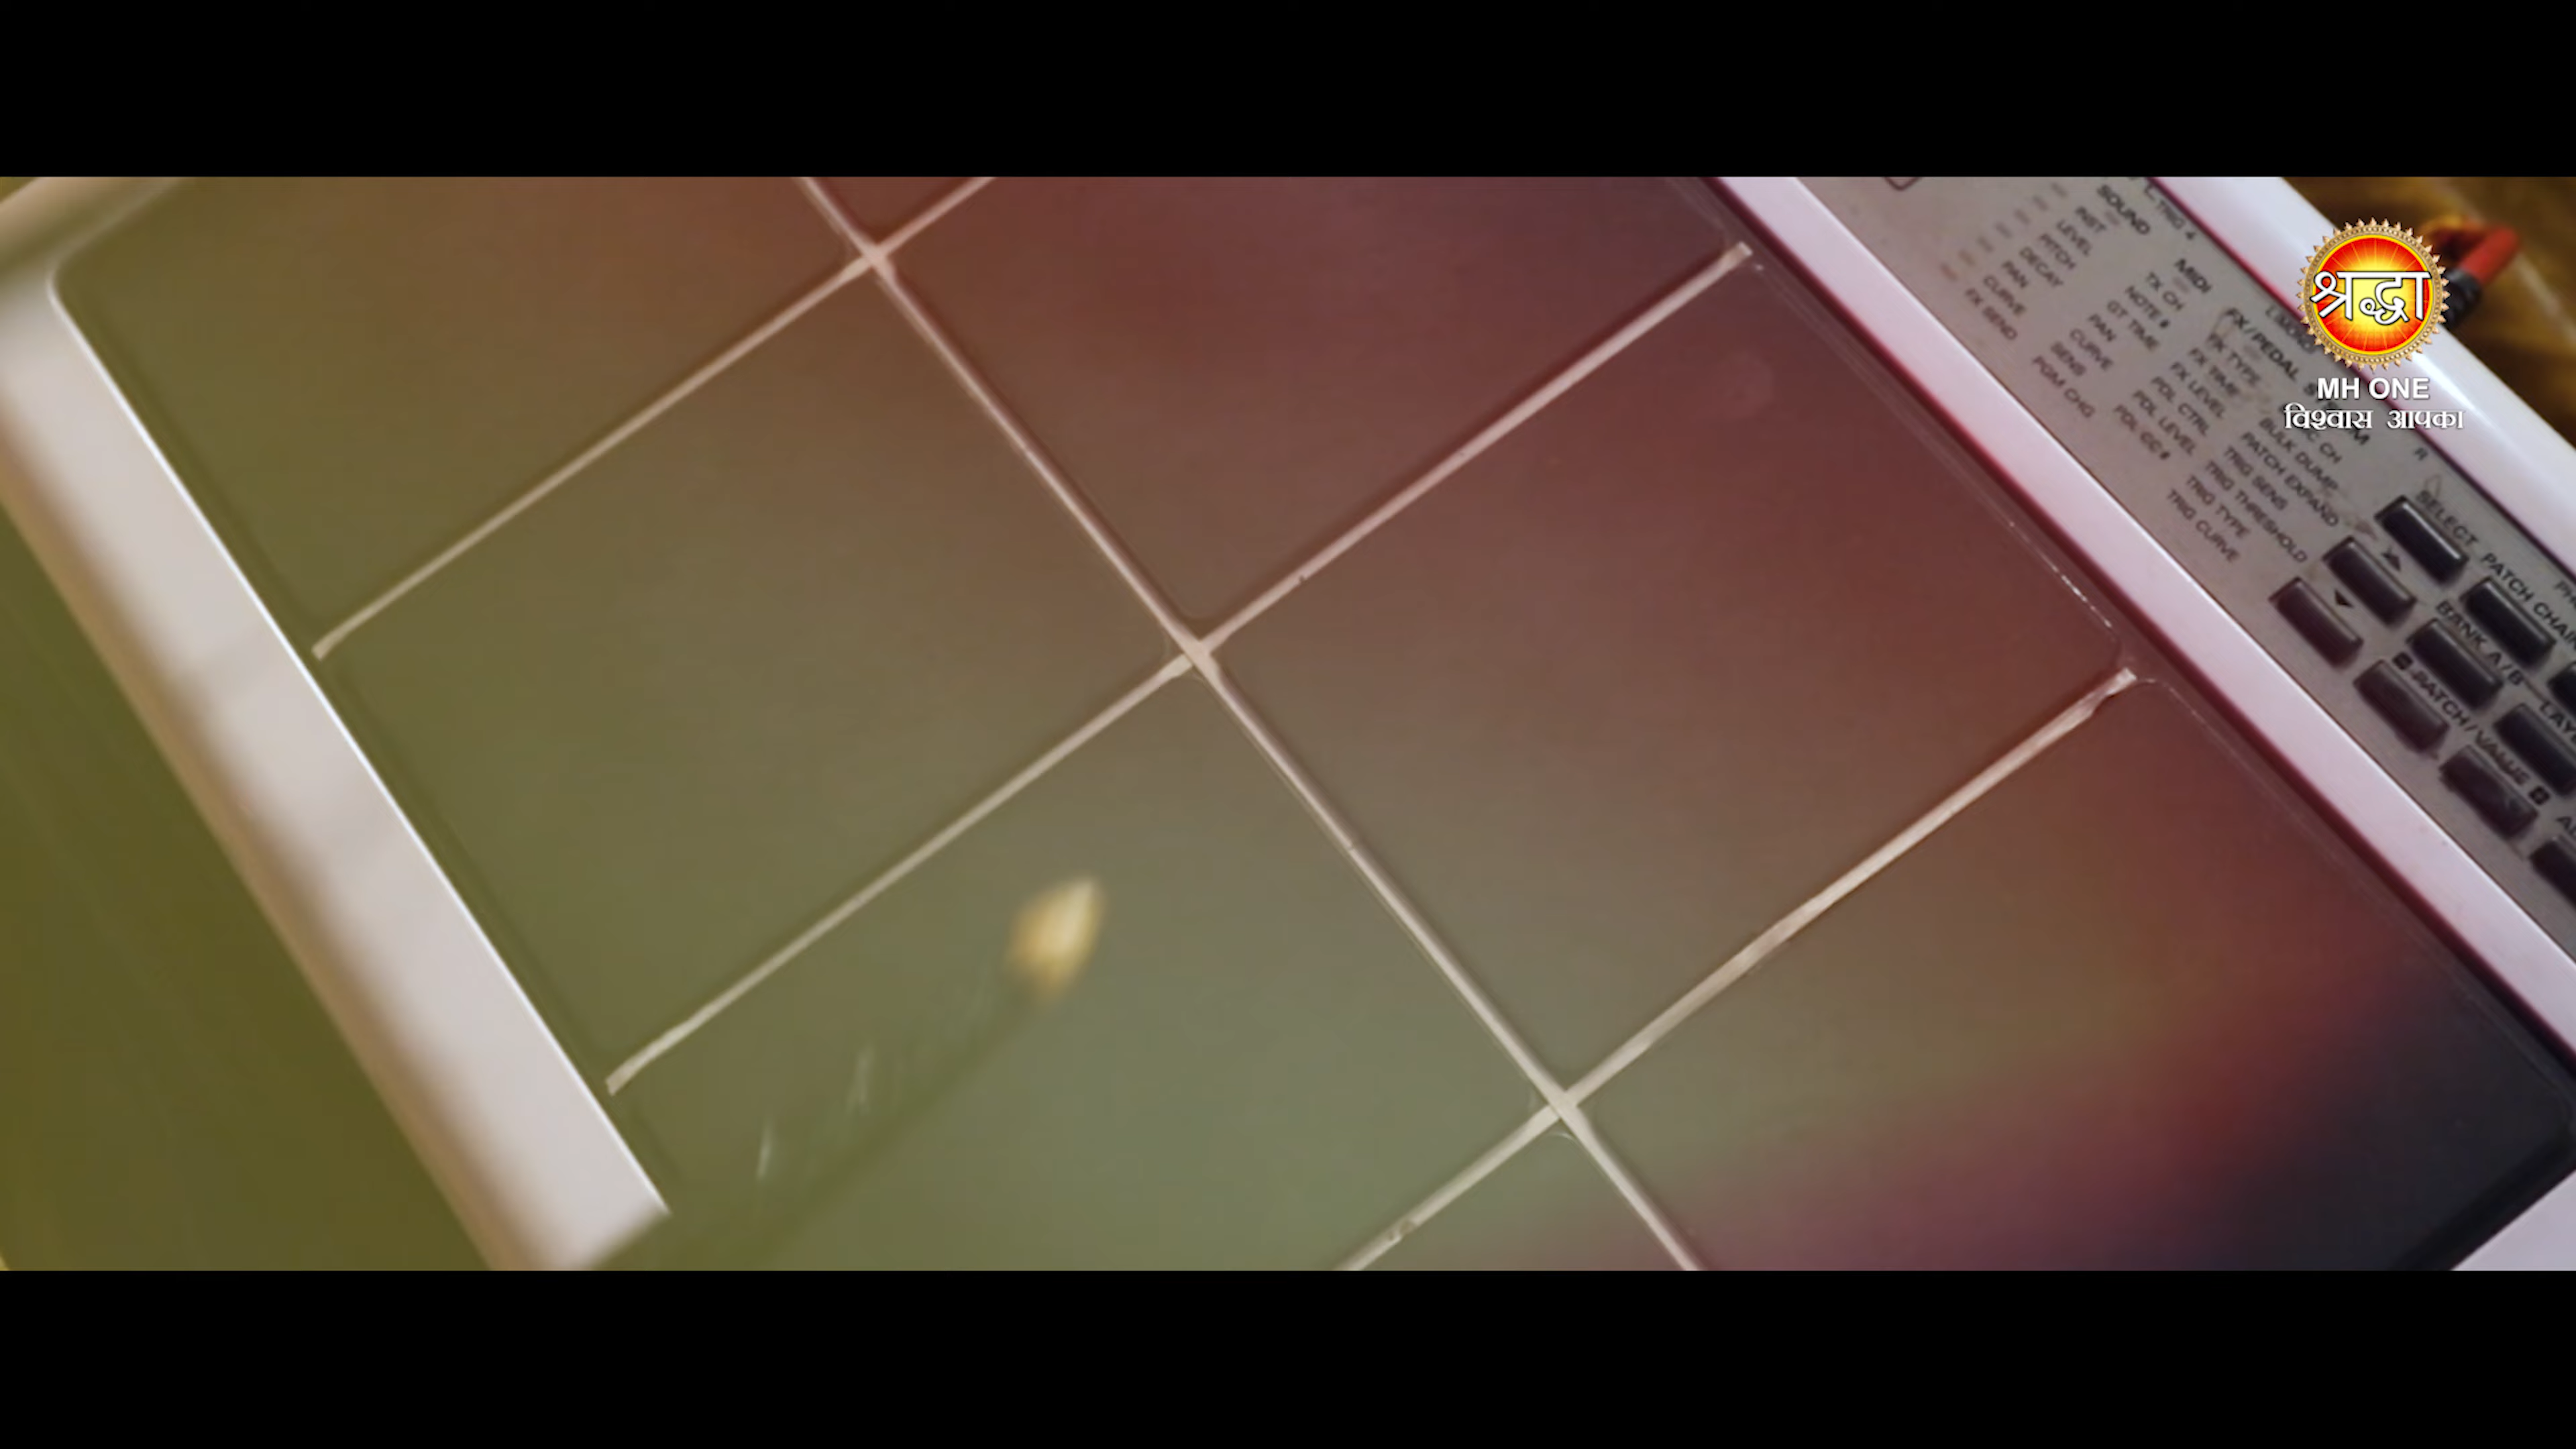 श्रद्धा
MH ONE
विश्वास आपका
TRIG 4
SOUND
INST
LEVEL
PITCH
DECAY
PAN
CURVE
FX SEND
MIDI
TX CH
NOTE #
GT TIME
PAN
CURVE
SENS
PGM CHG
FX/PEDAL
FX TYPE
FX TIME
FX LEVEL
PDL CTRL
PDL LEVEL
PDL CC#
BULK DUMP
PATCH EXPAND
TRIG SENS
TRIG THRESHOLD
TRIG TYPE
TRIG CURVE
SELECT
PATCH
BANK A/B
PATCH/VALUE